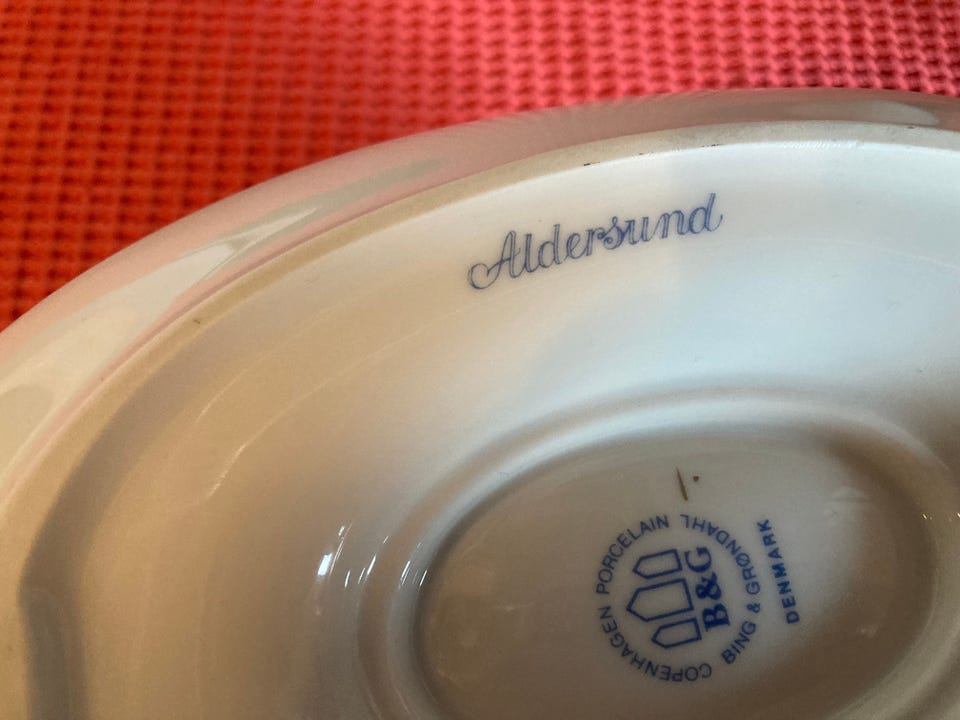 Aldersund
COPENHAGEN PORCELAIN
B&G
BING & GRØNDAHL
DENMARK